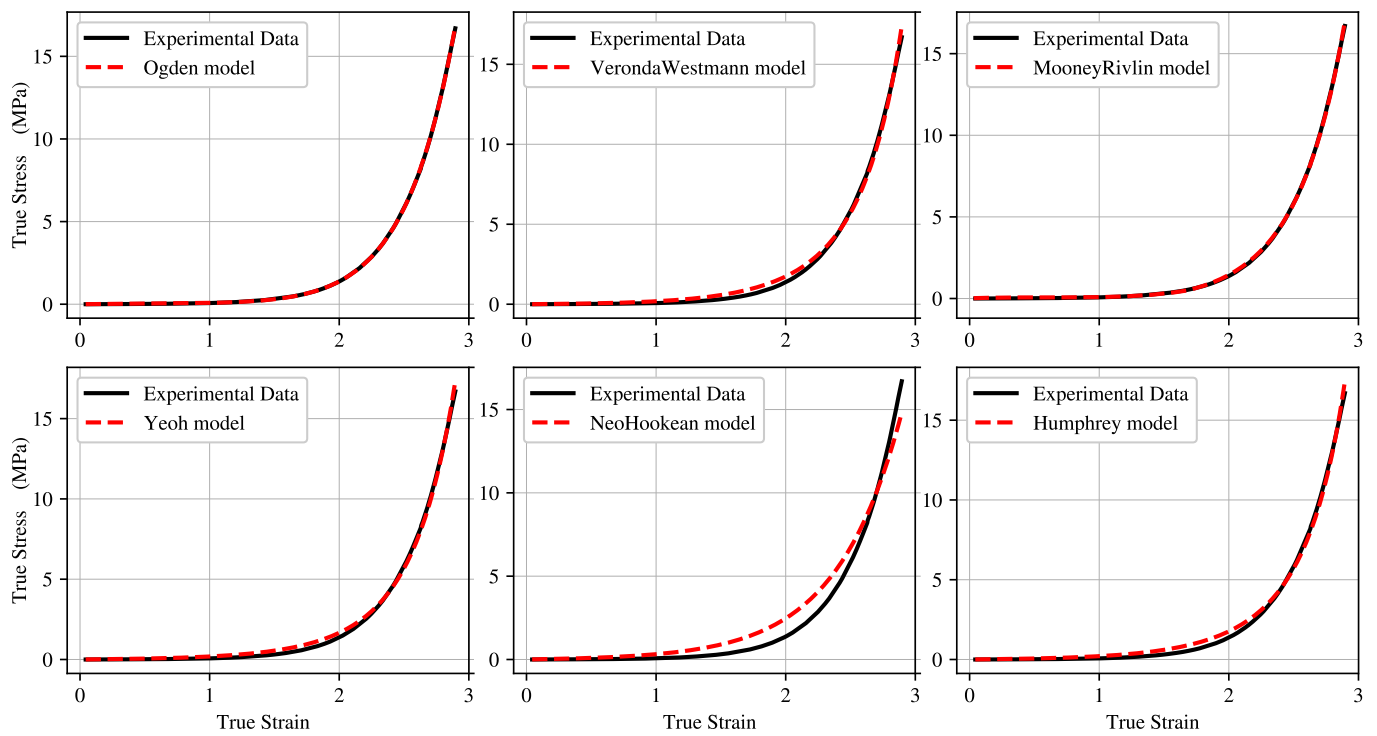 Experimental Data
Ogden model
True Stress (MPa)
15
10
5
0
0 1 2 3
Experimental Data
VerondaWestmann model
15
10
5
0
0 1 2 3
Experimental Data
MooneyRivlin model
15
10
5
0
0 1 2 3
Experimental Data
Yeoh model
True Stress (MPa)
15
10
5
0
0 1 2 3
True Strain
Experimental Data
NeoHookean model
15
10
5
0
0 1 2 3
True Strain
Experimental Data
Humphrey model
15
10
5
0
0 1 2 3
True Strain